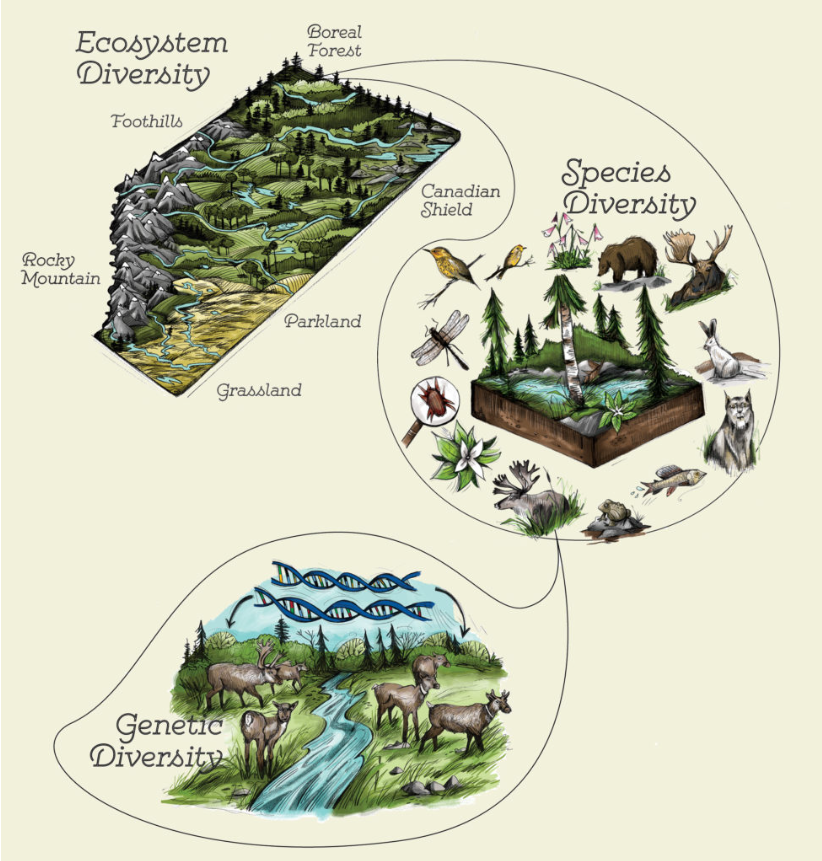 Ecosystem
Diversity
Boreal
Forest
Foothills
Canadian
Shield
Rocky
Mountain
Parkland
Grassland
Species
Diversity
Genetic
Diversity